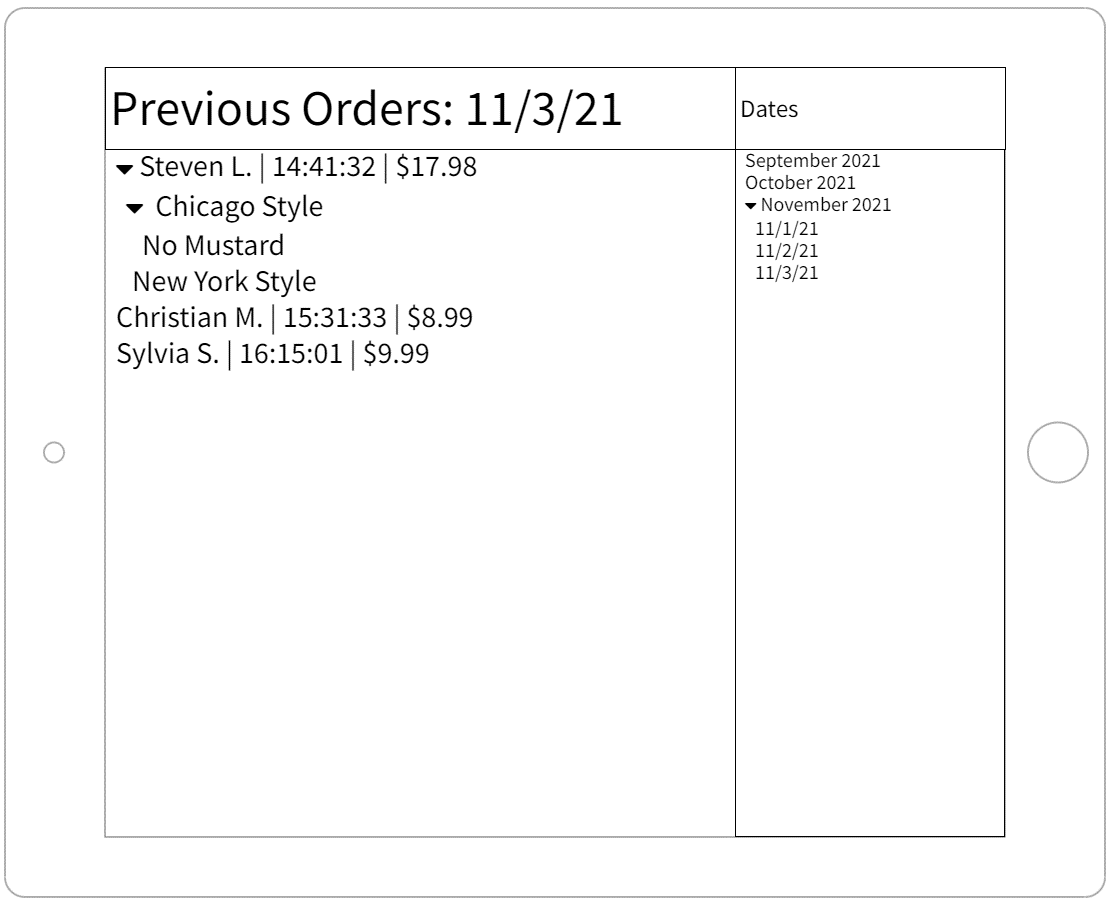 Previous Orders: 11/3/21
Steven L. | 14:41:32 | $17.98
Chicago Style
No Mustard
New York Style
Christian M. | 15:31:33 | $8.99
Sylvia S. | 16:15:01 | $9.99
Dates
September 2021
October 2021
November 2021
11/1/21
11/2/21
11/3/21